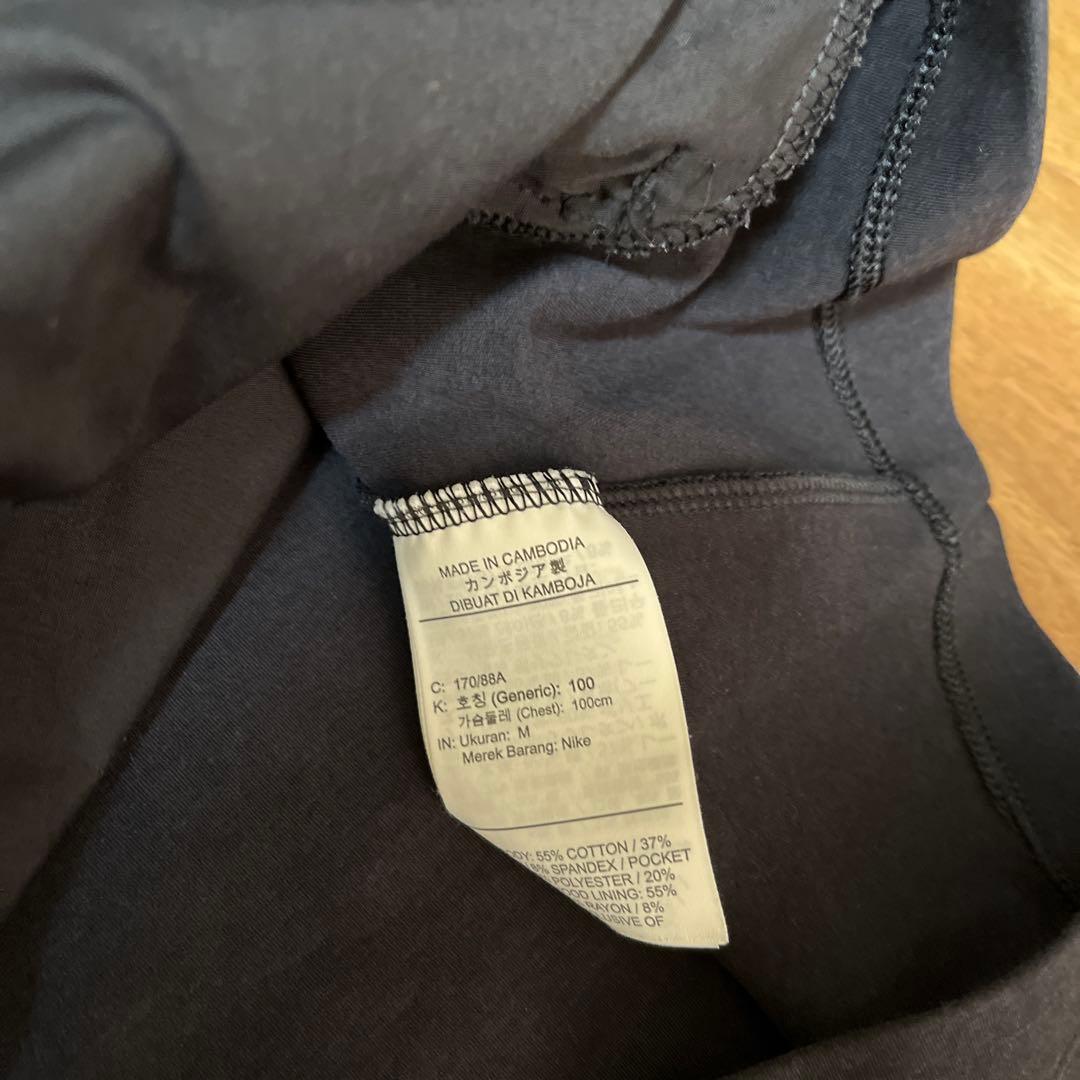 MADE IN CAMBODIA
カンボジア製
DIBUAT DI KAMBOJA
C: 170/88A
K: 호칭 (Generic): 100
가슴둘레 (Chest): 100cm
IN: Ukuran: M
Merek Barang: Nike
55% COTTON / 37%
8% SPANDEX / POCKET
POLYESTER / 20%
LINING: 55%
RAYON / 8%
OF